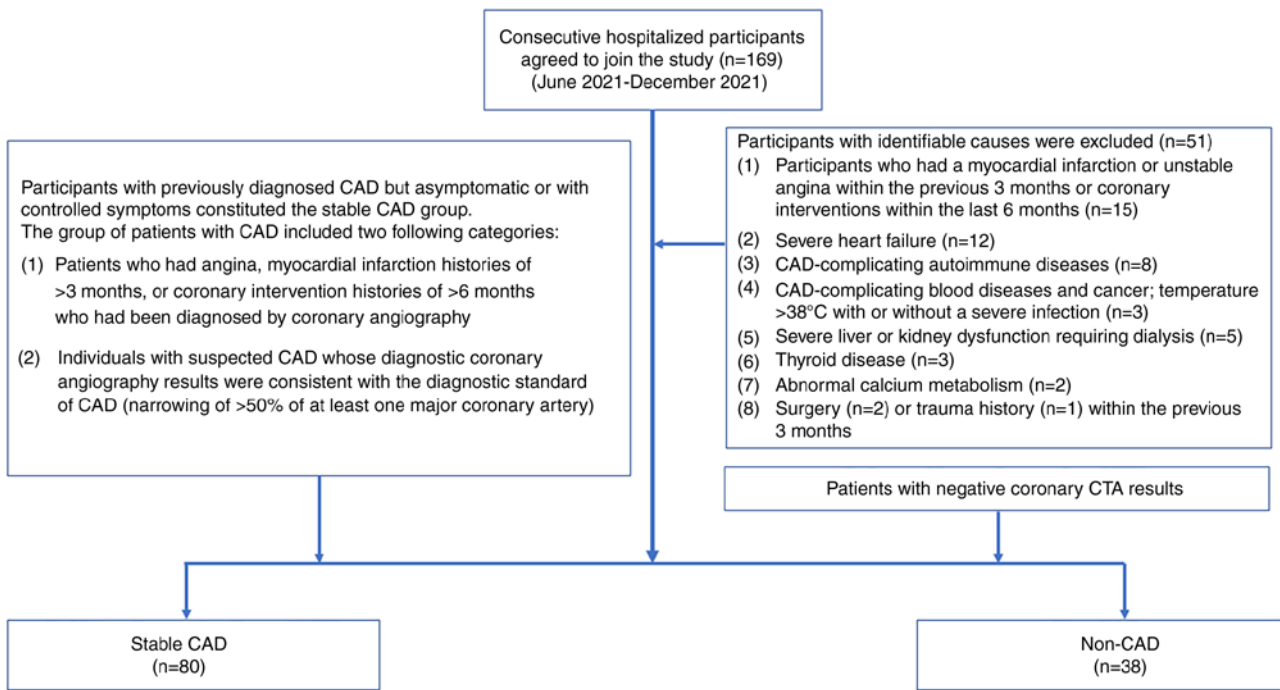 Consecutive hospitalized participants
agreed to join the study (n=169)
(June 2021-December 2021)
Participants with previously diagnosed CAD but asymptomatic or with
controlled symptoms constituted the stable CAD group.
The group of patients with CAD included two following categories:
(1) Patients who had angina, myocardial infarction histories of
>3 months, or coronary intervention histories of >6 months
who had been diagnosed by coronary angiography
(2) Individuals with suspected CAD whose diagnostic coronary
angiography results were consistent with the diagnostic standard
of CAD (narrowing of >50% of at least one major coronary artery)
Participants with identifiable causes were excluded (n=51)
(1) Participants who had a myocardial infarction or unstable
angina within the previous 3 months or coronary
interventions within the last 6 months (n=15)
(2) Severe heart failure (n=12)
(3) CAD-complicating autoimmune diseases (n=8)
(4) CAD-complicating blood diseases and cancer; temperature
>38°C with or without a severe infection (n=3)
(5) Severe liver or kidney dysfunction requiring dialysis (n=5)
(6) Thyroid disease (n=3)
(7) Abnormal calcium metabolism (n=2)
(8) Surgery (n=2) or trauma history (n=1) within the previous
3 months
Patients with negative coronary CTA results
Stable CAD
(n=80)
Non-CAD
(n=38)